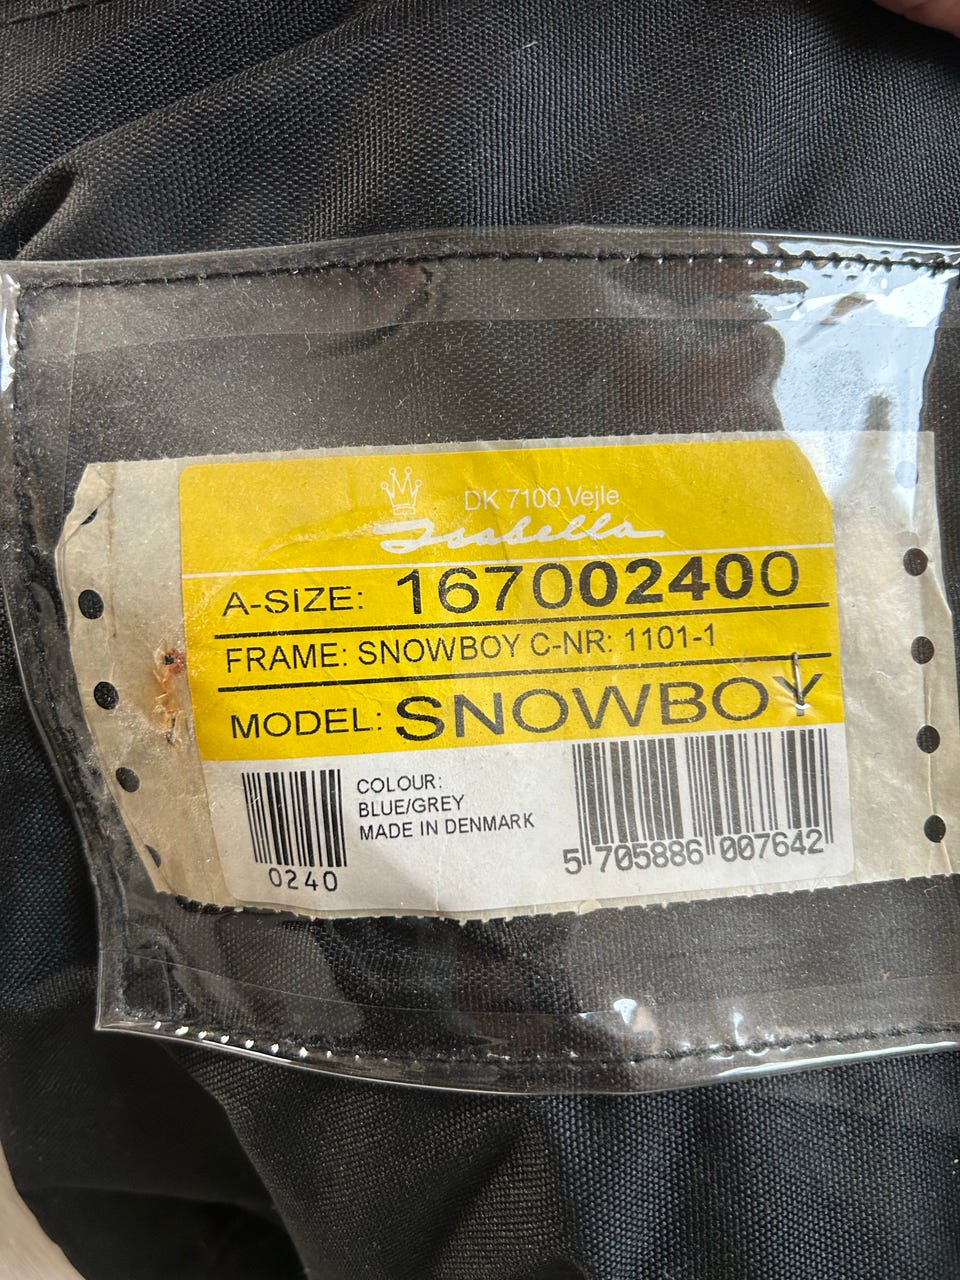 DK 7100 Vejle
Isabella
A-SIZE: 167002400
FRAME: SNOWBOY C-NR: 1101-1
MODEL: SNOWBOY
COLOUR:
BLUE/GREY
MADE IN DENMARK
0240
5 705886 007642